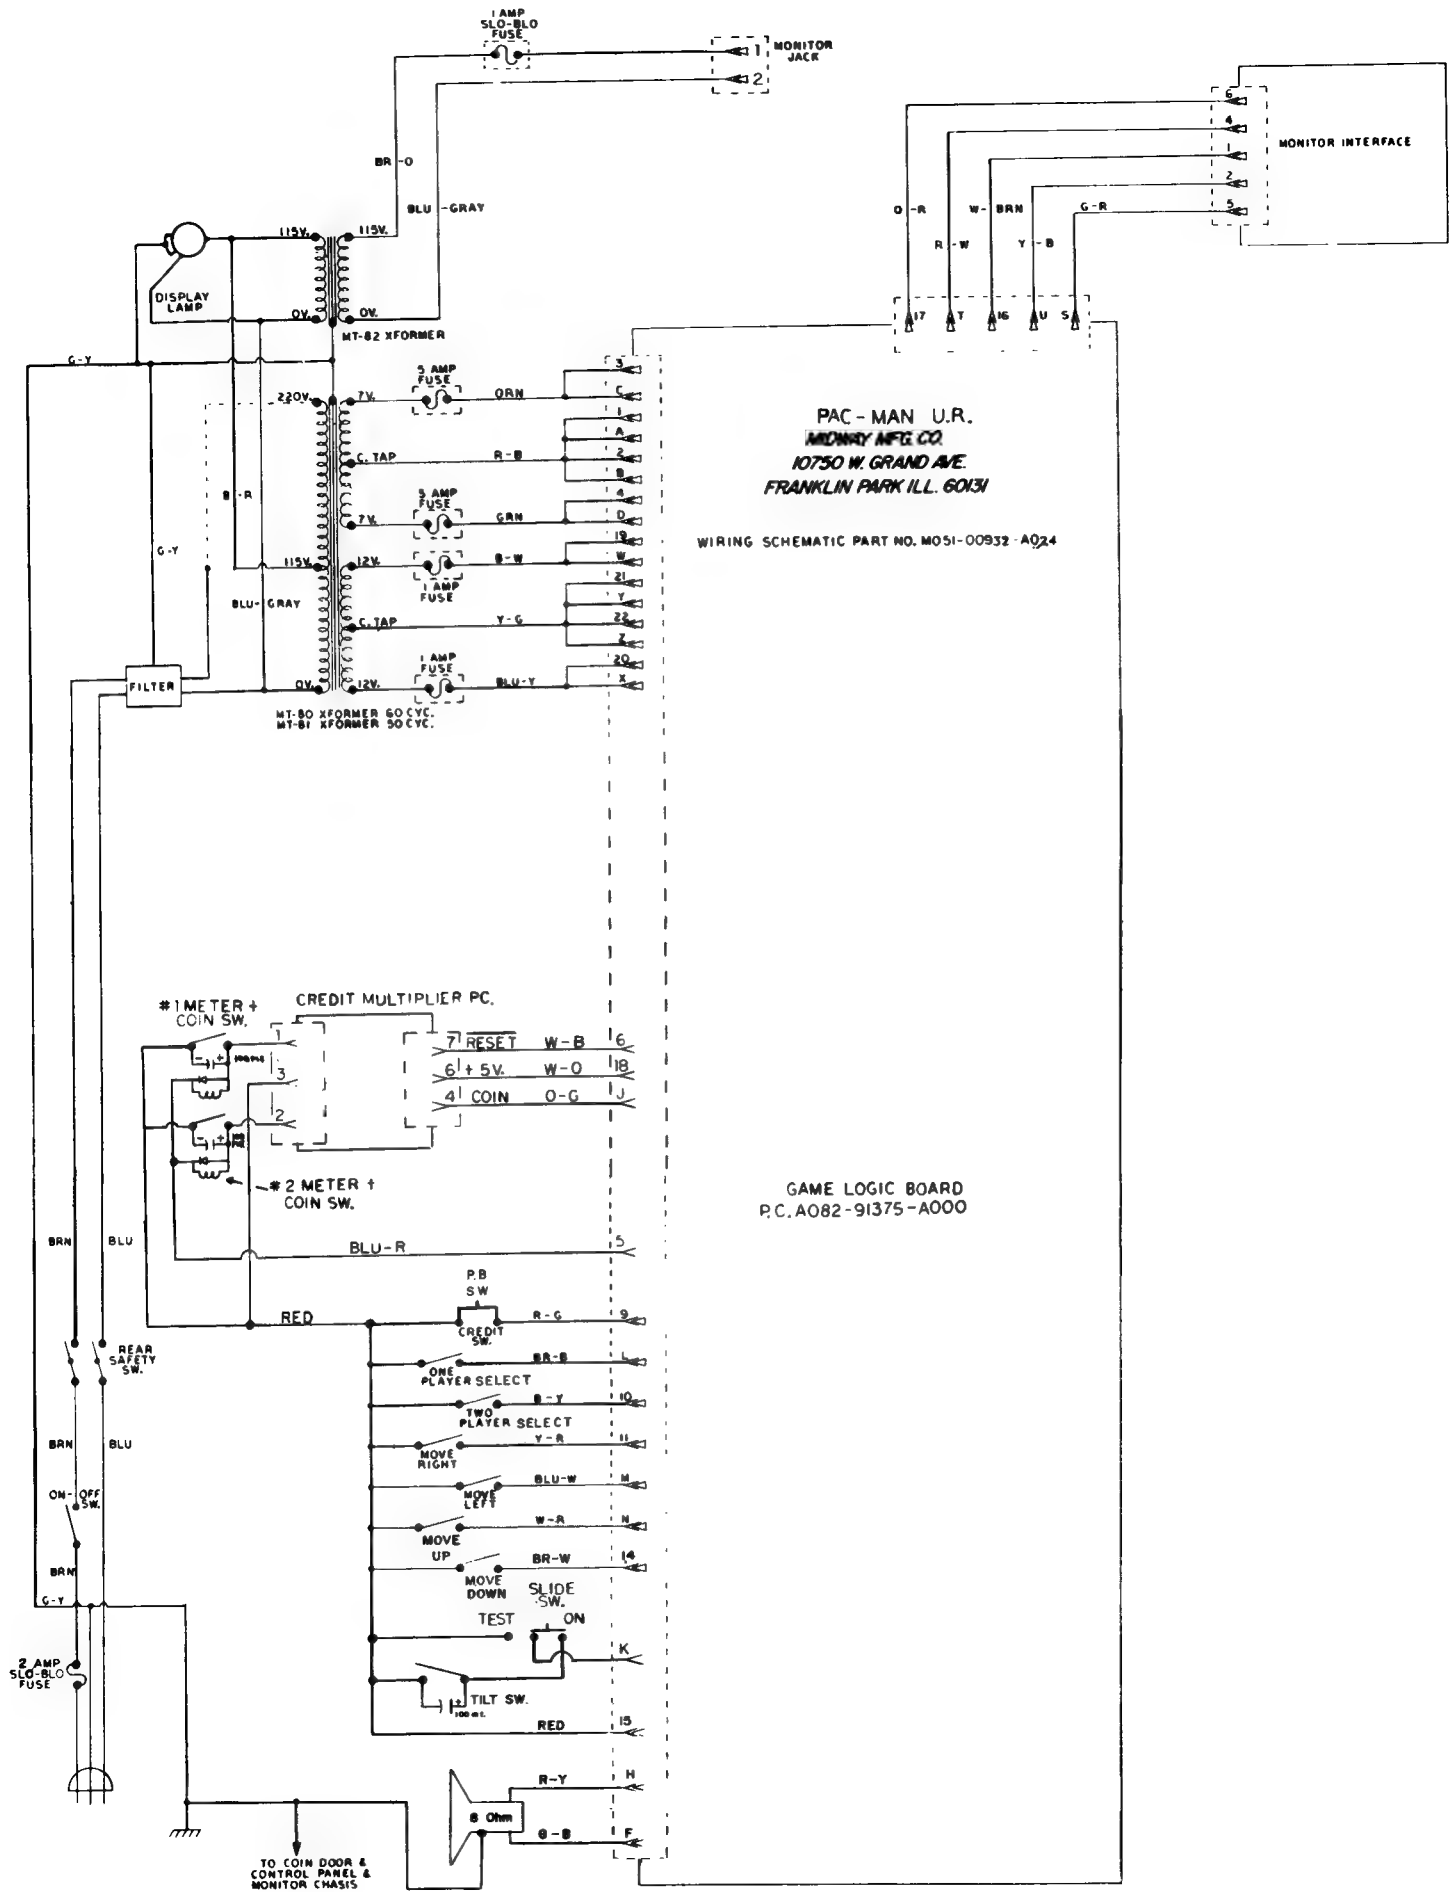 1 AMP
SLO-BLO
FUSE
1
2
MONITOR
JACK
BR-O
BLU-GRAY
6
4
1
2
5
MONITOR INTERFACE
O-R
R-W
W-BRN
Y-B
G-R
17
T
16
U
S
115V.
115V.
DISPLAY
LAMP
0V.
0V.
MT-82 XFORMER
G-Y
220V.
7V.
5 AMP
FUSE
ORN
3
C
1
A
C. TAP
R-B
2
B
B-R
5 AMP
FUSE
7V.
GRN
4
D
G-Y
115V.
12V.
1 AMP
FUSE
B-W
19
W
BLU-GRAY
C. TAP
Y-G
21
Y
22
Z
FILTER
0V.
12V.
1 AMP
FUSE
BLU-Y
20
X
MT-80 XFORMER 60 CYC.
MT-81 XFORMER 50 CYC.
PAC-MAN U.R.
MIDWAY MFG. CO.
10750 W. GRAND AVE.
FRANKLIN PARK ILL. 60131
WIRING SCHEMATIC PART NO. M051-00932-A024
#1 METER +
COIN SW.
CREDIT MULTIPLIER PC.
1
3
2
- +
- +
7 RESET W-B 6
6 + 5V. W-O 18
4 COIN O-G J
#2 METER +
COIN SW.
BLU-R
5
GAME LOGIC BOARD
P.C. A082-91375-A000
BRN
BLU
RED
P.B
SW
CREDIT
SW.
R-G
9
REAR
SAFETY
SW.
ONE
PLAYER SELECT
BR-B
L
TWO
PLAYER SELECT
B-Y
10
BRN
BLU
MOVE
RIGHT
Y-R
11
MOVE
LEFT
BLU-W
M
ON-OFF
SW.
MOVE
UP
W-R
N
BRN
MOVE
DOWN
BR-W
14
G-Y
SLIDE
SW.
TEST
ON
K
2 AMP
SLO-BLO
FUSE
TILT SW.
+
RED
15
8 Ohm
R-Y
H
F
TO COIN DOOR &
CONTROL PANEL &
MONITOR CHASIS